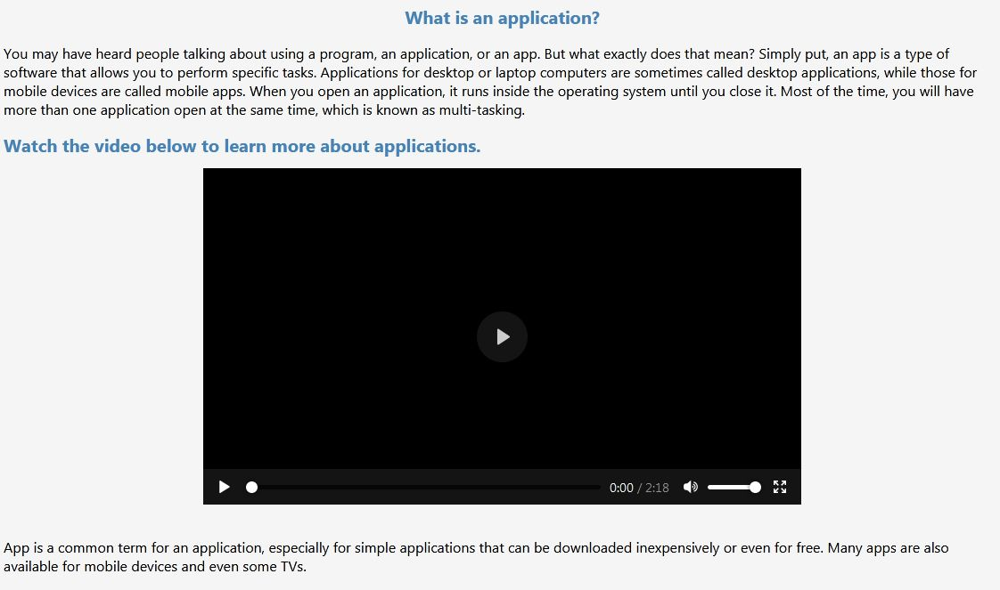 What is an application?
You may have heard people talking about using a program, an application, or an app. But what exactly does that mean? Simply put, an app is a type of
software that allows you to perform specific tasks. Applications for desktop or laptop computers are sometimes called desktop applications, while those for
mobile devices are called mobile apps. When you open an application, it runs inside the operating system until you close it. Most of the time, you will have
more than one application open at the same time, which is known as multi-tasking.
Watch the video below to learn more about applications.
0:00 / 2:18
App is a common term for an application, especially for simple applications that can be downloaded inexpensively or even for free. Many apps are also
available for mobile devices and even some TVs.